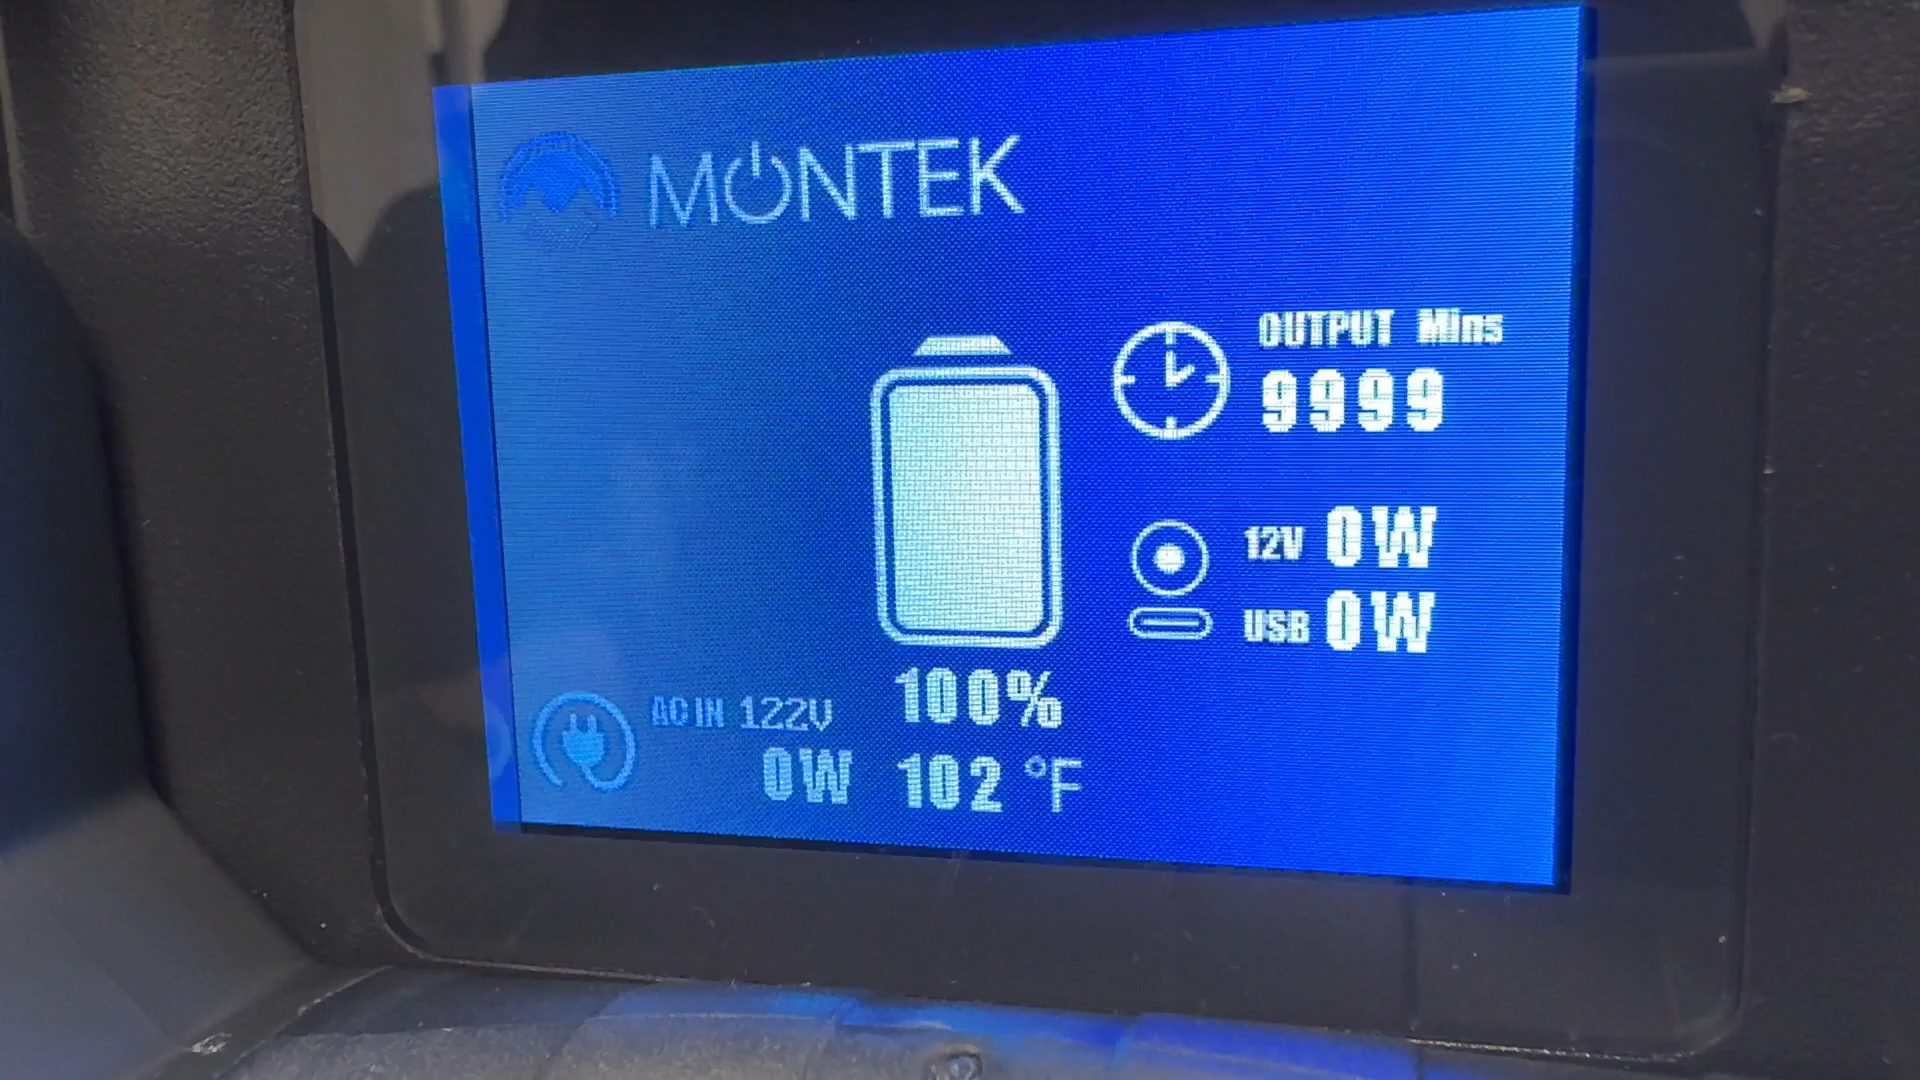 MONTEK
OUTPUT Mins
9999
12V 0W
USB 0W
100%
AC IN 122V
0W
102 °F